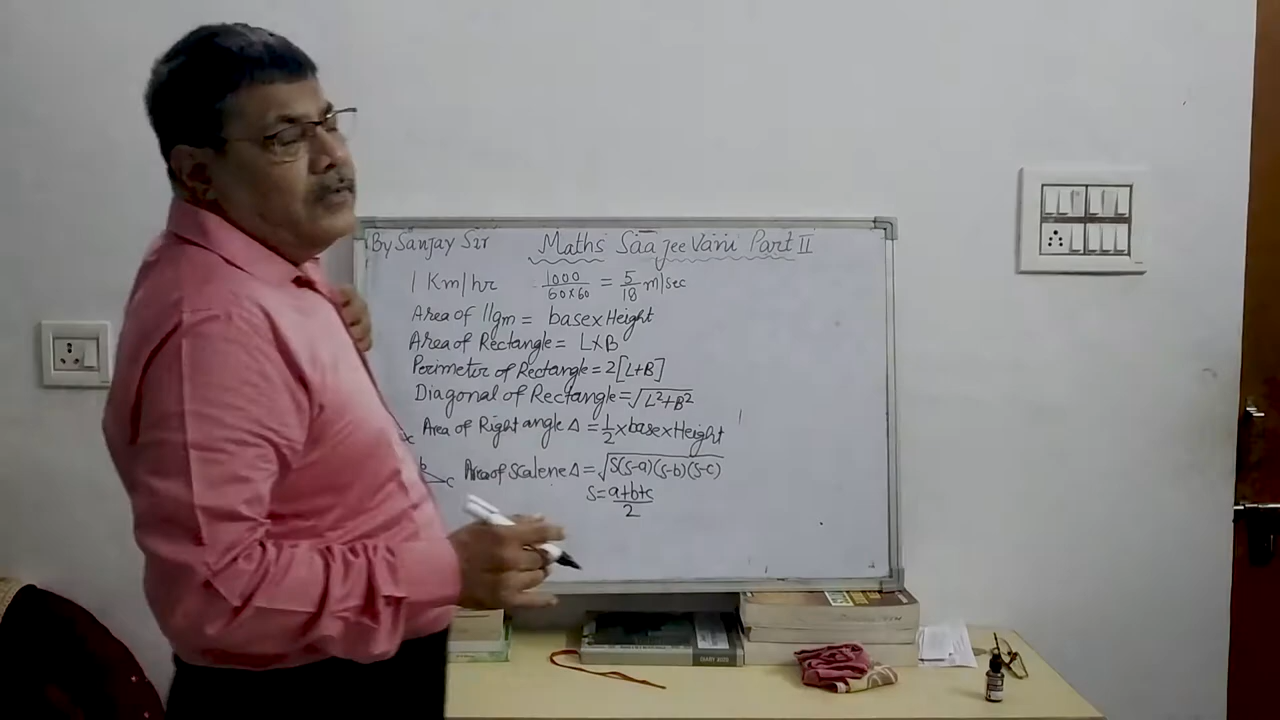 By Sanjay Sir Maths Saa jee Vani Part II
1 Km/hr 1000/60×60 = 5/18 m/sec
Area of llgm = base×Height
Area of Rectangle = L×B
Perimeter of Rectangle = 2[L+B]
Diagonal of Rectangle = √L²+B²
Area of Right angle Δ = 1/2×base×Height
Area of scalene Δ = √S(S-a)(S-b)(S-c)
c
S = a+b+c/2
DIARY 2020